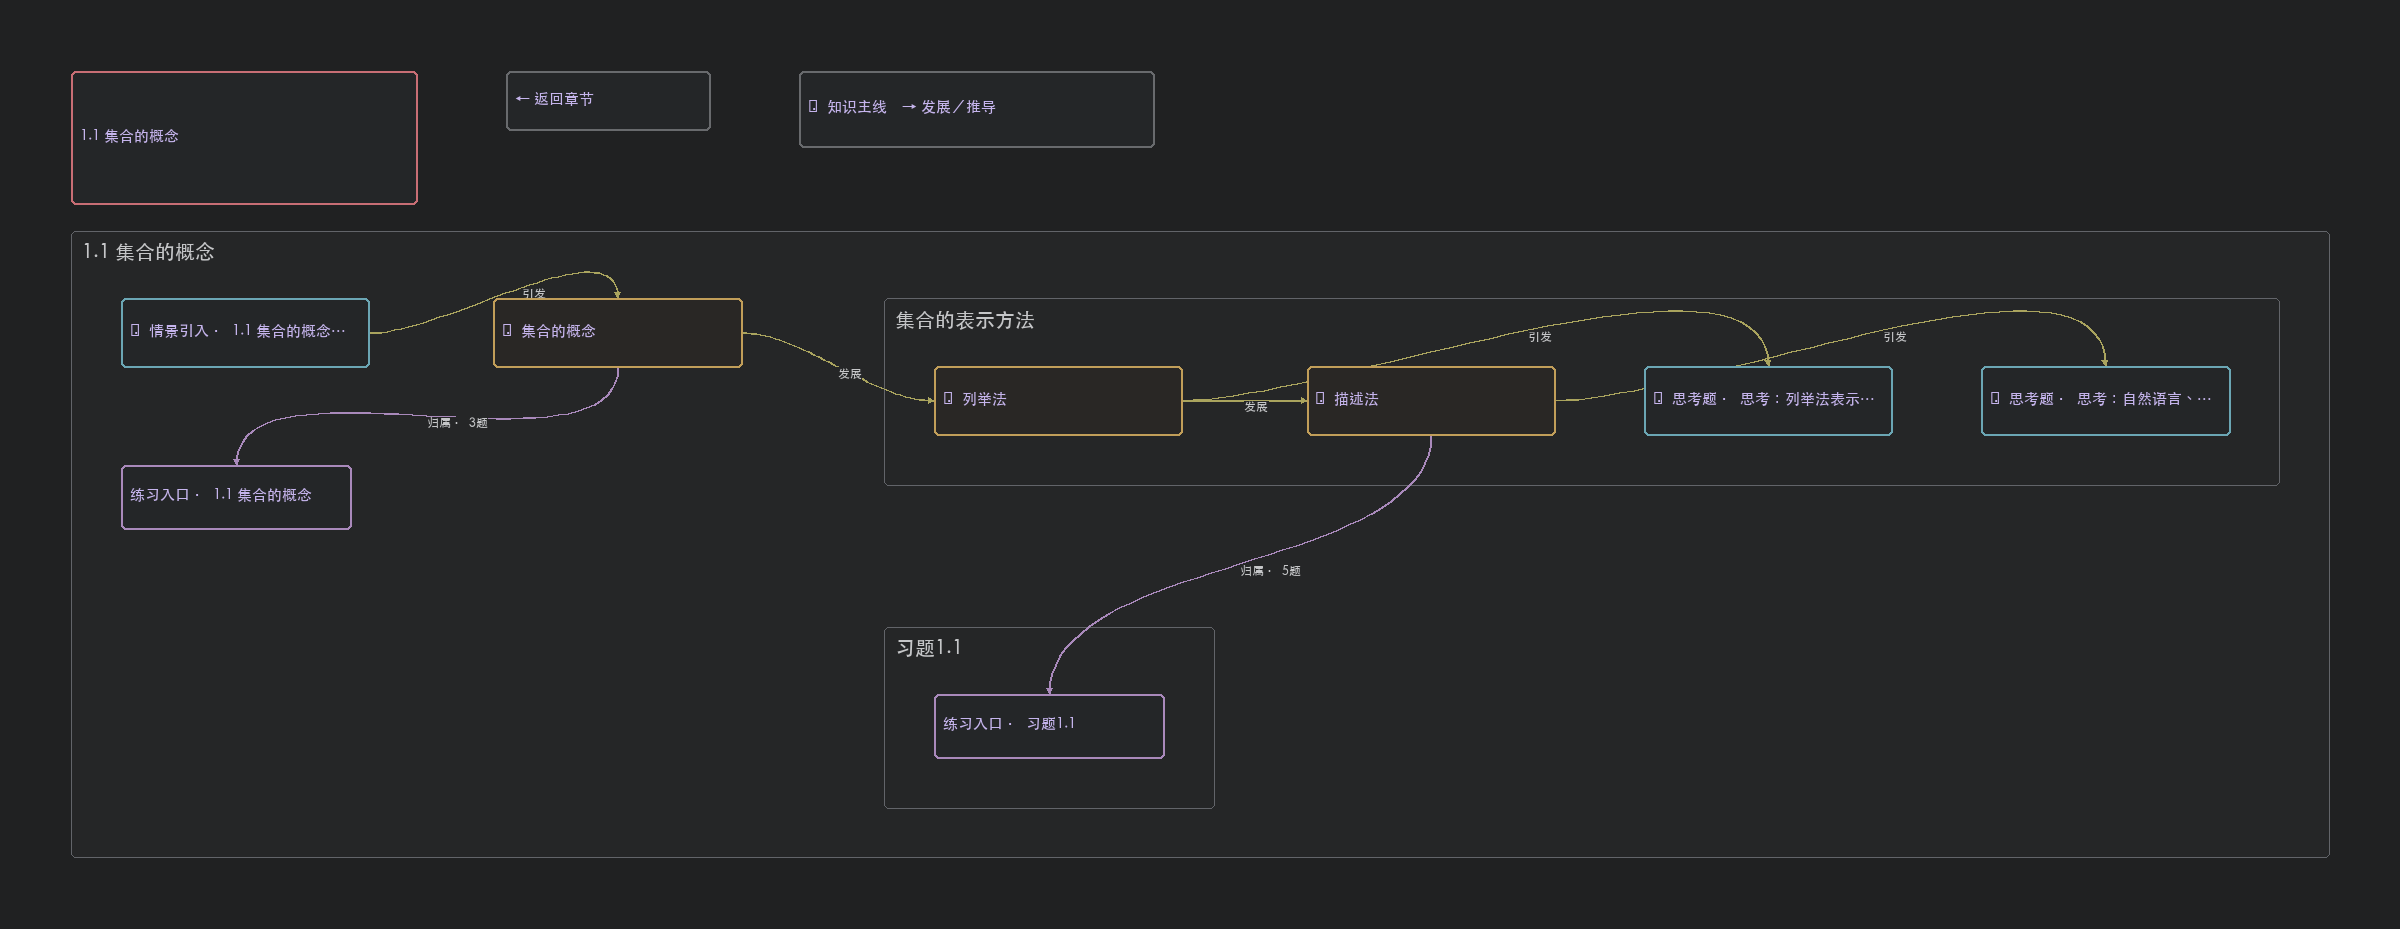 1.1 集合的概念
← 返回章节
知识主线 → 发展／推导
1.1 集合的概念
情景引入· 1.1 集合的概念…
引发
集合的概念
发展
归属· 3题
练习入口· 1.1 集合的概念
集合的表示方法
列举法
发展
描述法
引发
思考题· 思考：列举法表示…
引发
思考题· 思考：自然语言、…
归属· 5题
习题1.1
练习入口· 习题1.1